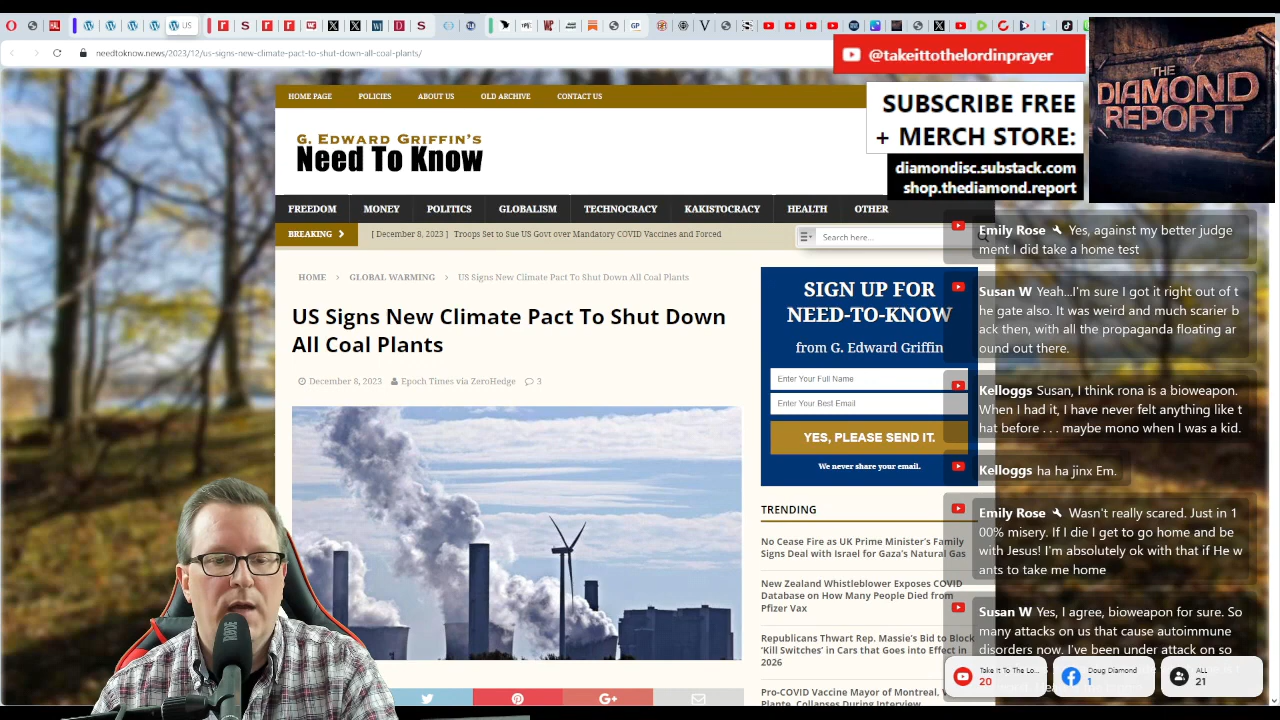 US
needtoknow.news/2023/12/us-signs-new-climate-pact-to-shut-down-all-coal-plants/
@takeittothelordinprayer
THE
DIAMOND
REPORT
SUBSCRIBE FREE
+ MERCH STORE:
diamondisc.substack.com
shop.thediamond.report
HOME PAGE
POLICIES
ABOUT US
OLD ARCHIVE
CONTACT US
G. EDWARD GRIFFIN'S
Need To Know
FREEDOM
MONEY
POLITICS
GLOBALISM
TECHNOCRACY
KAKISTOCRACY
HEALTH
OTHER
BREAKING
[ December 8, 2023 ] Troops Set to Sue US Govt over Mandatory COVID Vaccines and Forced
Search here...
HOME > GLOBAL WARMING > US Signs New Climate Pact To Shut Down All Coal Plants
US Signs New Climate Pact To Shut Down
All Coal Plants
December 8, 2023 Epoch Times via ZeroHedge 3
SIGN UP FOR
NEED-TO-KNOW
from G. Edward Griffin
Enter Your Full Name
Enter Your Best Email
YES, PLEASE SEND IT.
We never share your email.
TRENDING
No Cease Fire as UK Prime Minister's Family
Signs Deal with Israel for Gaza's Natural Gas
New Zealand Whistleblower Exposes COVID
Database on How Many People Died from
Pfizer Vax
Republicans Thwart Rep. Massie's Bid to Block
'Kill Switches' in Cars that Goes into Effect in
2026
Pro-COVID Vaccine Mayor of Montreal,
Plante, Collapses During Interview
Emily Rose Yes, against my better judge
ment I did take a home test
Susan W Yeah...I'm sure I got it right out of t
he gate also. It was weird and much scarier b
ack then, with all the propaganda floating ar
ound out there.
Kelloggs Susan, I think rona is a bioweapon.
When I had it, I have never felt anything like t
hat before . . . maybe mono when I was a kid.
Kelloggs ha ha jinx Em.
Emily Rose Wasn't really scared. Just in 1
00% misery. If I die I get to go home and be
with Jesus! I'm absolutely ok with that if He w
ants to take me home
Susan W Yes, I agree, bioweapon for sure. So
many attacks on us that cause autoimmune
disorders now. I've been under attack on so
Take It To The Lo...
20
Doug Diamond
1
ALL
21